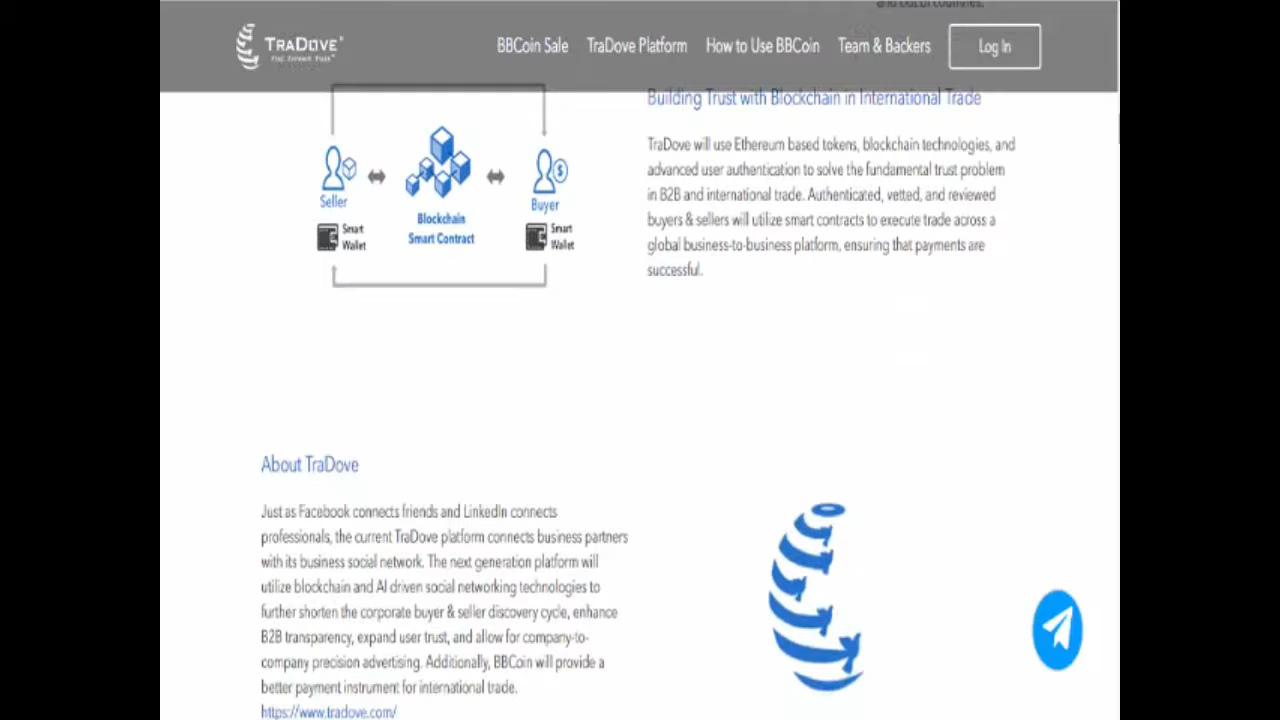 TRADOVE
BBCoin Sale
TraDove Platform
How to Use BBCoin
Team & Backers
Log In
Seller
Smart
Wallet
Blockchain
Smart Contract
Buyer
Smart
Wallet
Building Trust with Blockchain in International Trade
TraDove will use Ethereum based tokens, blockchain technologies, and
advanced user authentication to solve the fundamental trust problem
in B2B and international trade. Authenticated, vetted, and reviewed
buyers & sellers will utilize smart contracts to execute trade across a
global business-to-business platform, ensuring that payments are
successful.
About TraDove
Just as Facebook connects friends and LinkedIn connects
professionals, the current TraDove platform connects business partners
with its business social network. The next generation platform will
utilize blockchain and AI driven social networking technologies to
further shorten the corporate buyer & seller discovery cycle, enhance
B2B transparency, expand user trust, and allow for company-to-
company precision advertising. Additionally, BBCoin will provide a
better payment instrument for international trade.
https://www.tradove.com/